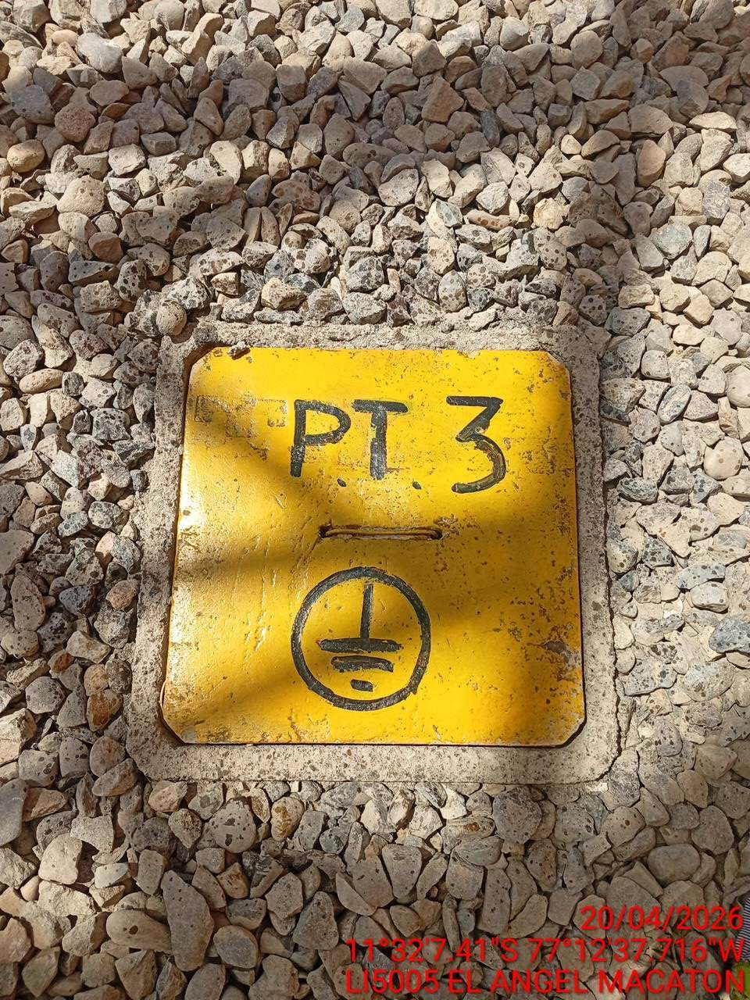 P.T. 3
20/04/2026
11°32'7.41"S 77°12'37.716"W
LI5005 EL ANGEL MACATON